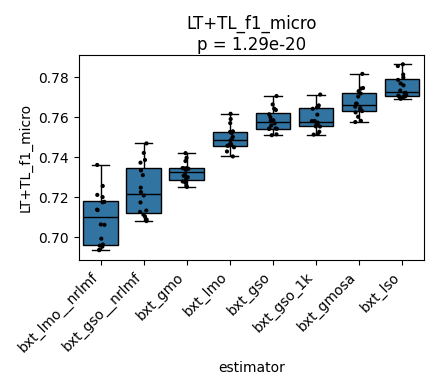 LT+TL_f1_micro
p = 1.29e-20
LT+TL_f1_micro
0.78
0.76
0.74
0.72
0.70
bxt_lmo__nrlmf
bxt_gso__nrlmf
bxt_gmo
bxt_lmo
bxt_gso
bxt_gso_1k
bxt_gmosa
bxt_lso
estimator